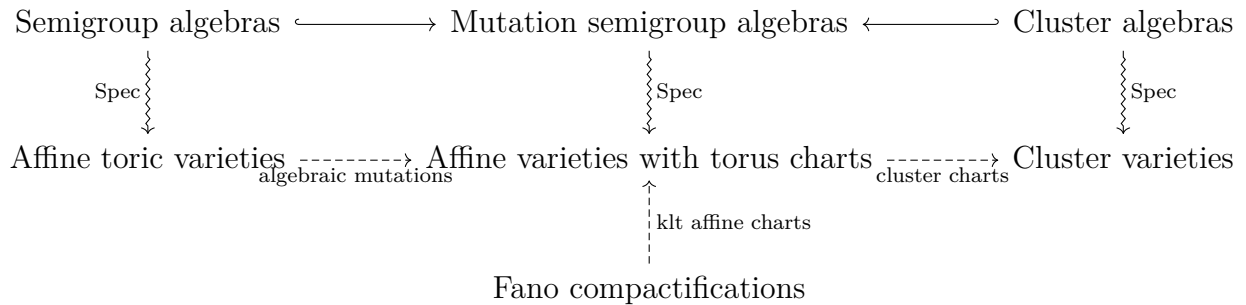 Semigroup algebras Mutation semigroup algebras Cluster algebras
Spec Spec Spec
Affine toric varieties Affine varieties with torus charts Cluster varieties
algebraic mutations cluster charts
klt affine charts
Fano compactifications